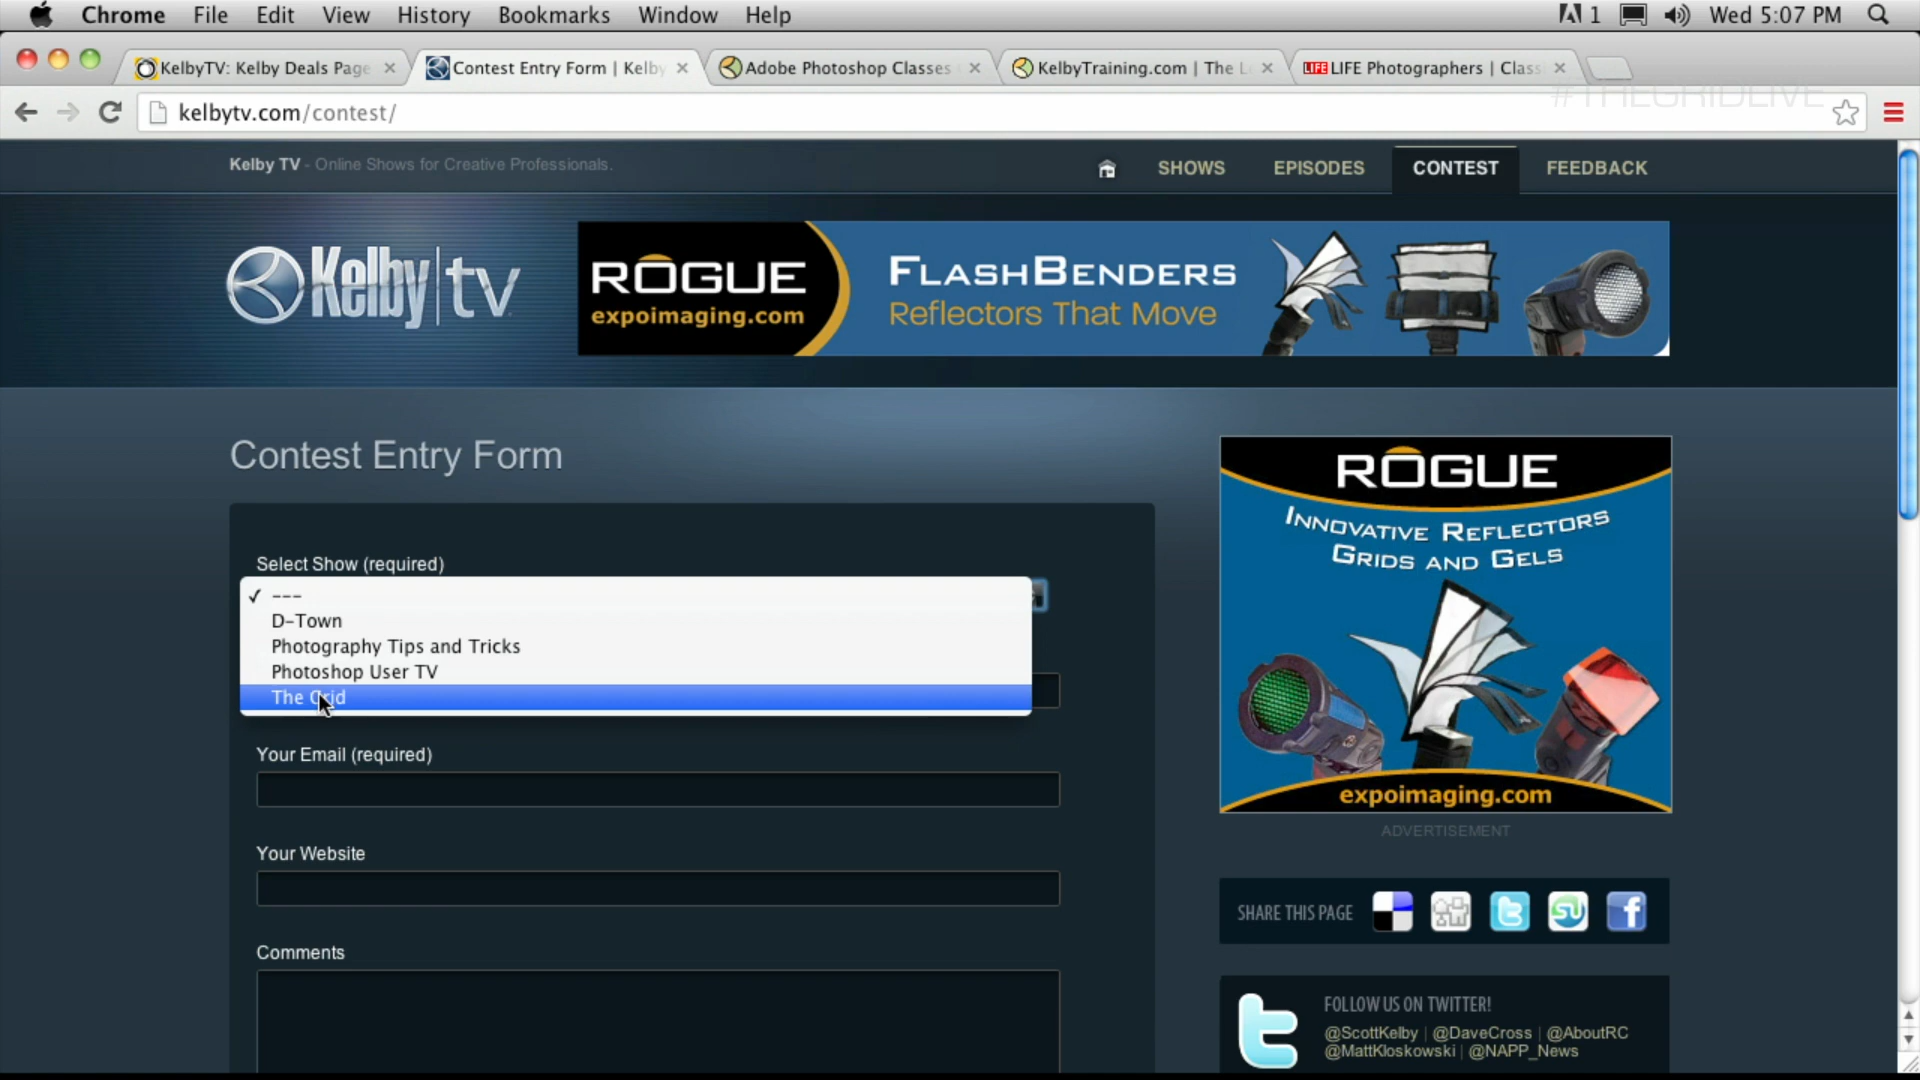 Chrome File Edit View History Bookmarks Window Help 1 Wed 5:07 PM
KelbyTV: Kelby Deals Page Contest Entry Form | Kelby Adobe Photoshop Classes KelbyTraining.com | The L LIFE LIFE Photographers | Class
#THEGRIDLIVE
kelbytv.com/contest/
Kelby TV - Online Shows for Creative Professionals.
SHOWS EPISODES CONTEST FEEDBACK
Kelby|tv
ROGUE
expoimaging.com
FLASHBENDERS
Reflectors That Move
Contest Entry Form
Select Show (required)
✓ ---
D-Town
Photography Tips and Tricks
Photoshop User TV
The Grid
Your Email (required)
Your Website
Comments
ROGUE
INNOVATIVE REFLECTORS
GRIDS AND GELS
expoimaging.com
ADVERTISEMENT
SHARE THIS PAGE
FOLLOW US ON TWITTER!
@ScottKelby | @DaveCross | @AboutRC
@MattKloskowski | @NAPP_News